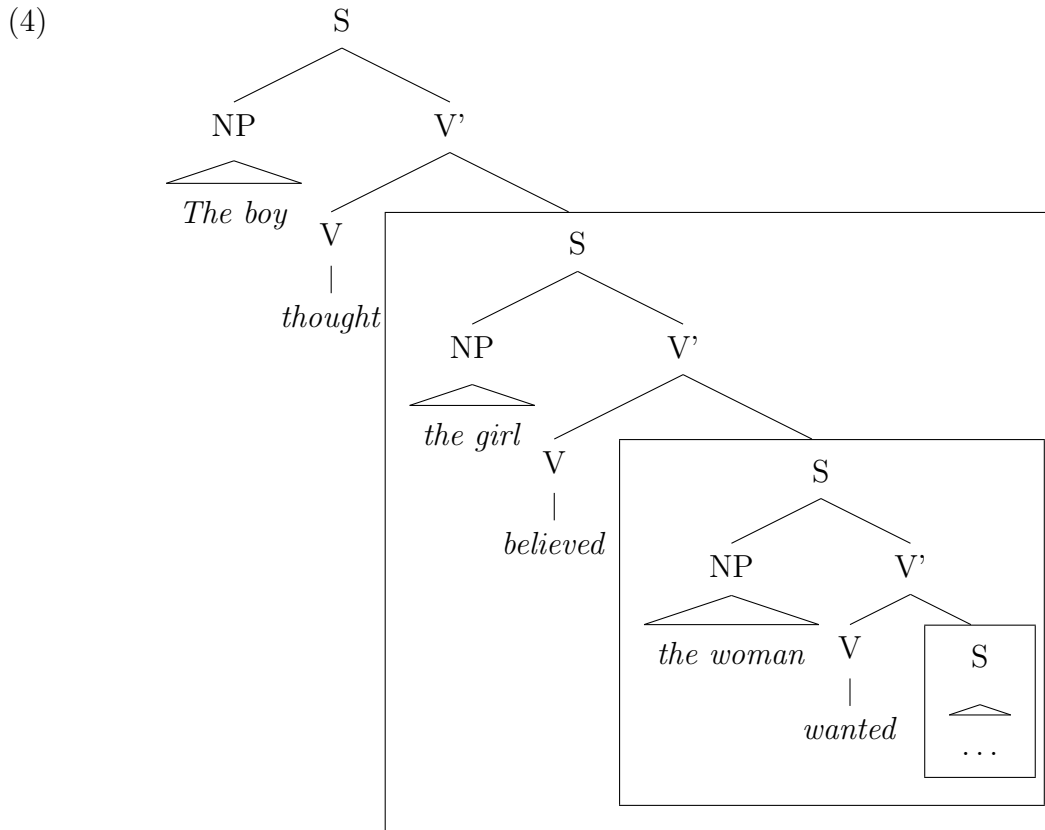 (4)
S
NP V'
The boy
V
S
thought
NP V'
the girl
V
S
believed
NP V'
the woman V S
wanted ...